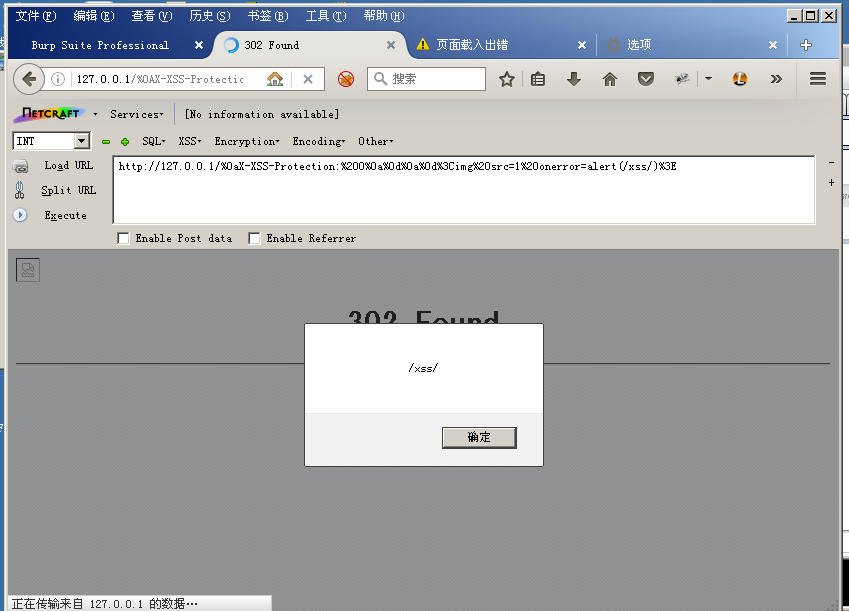 文件(F) 编辑(E) 查看(V) 历史(S) 书签(B) 工具(T) 帮助(H)
Burp Suite Professional 302 Found 页面载入出错 选项
127.0.0.1/%0AX-XSS-Protectic 搜索
NETCRAFT Services [No information available]
INT SQL XSS Encryption Encoding Other
Load URL
http://127.0.0.1/%0aX-XSS-Protection:%200%0a%0d%0a%0d%3Cimg%20src=1%20onerror=alert(/xss/)%3E
Split URL
Execute
Enable Post data Enable Referrer
302 Found
/xss/
确定
正在传输来自 127.0.0.1 的数据…